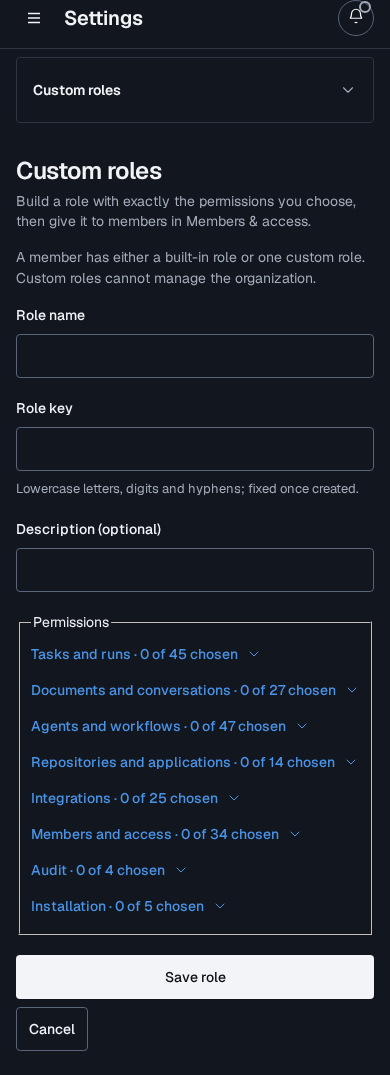 Settings
Custom roles
Custom roles
Build a role with exactly the permissions you choose,
then give it to members in Members & access.
A member has either a built-in role or one custom role.
Custom roles cannot manage the organization.
Role name
Role key
Lowercase letters, digits and hyphens; fixed once created.
Description (optional)
Permissions
Tasks and runs · 0 of 45 chosen
Documents and conversations · 0 of 27 chosen
Agents and workflows · 0 of 47 chosen
Repositories and applications · 0 of 14 chosen
Integrations · 0 of 25 chosen
Members and access · 0 of 34 chosen
Audit · 0 of 4 chosen
Installation · 0 of 5 chosen
Save role
Cancel